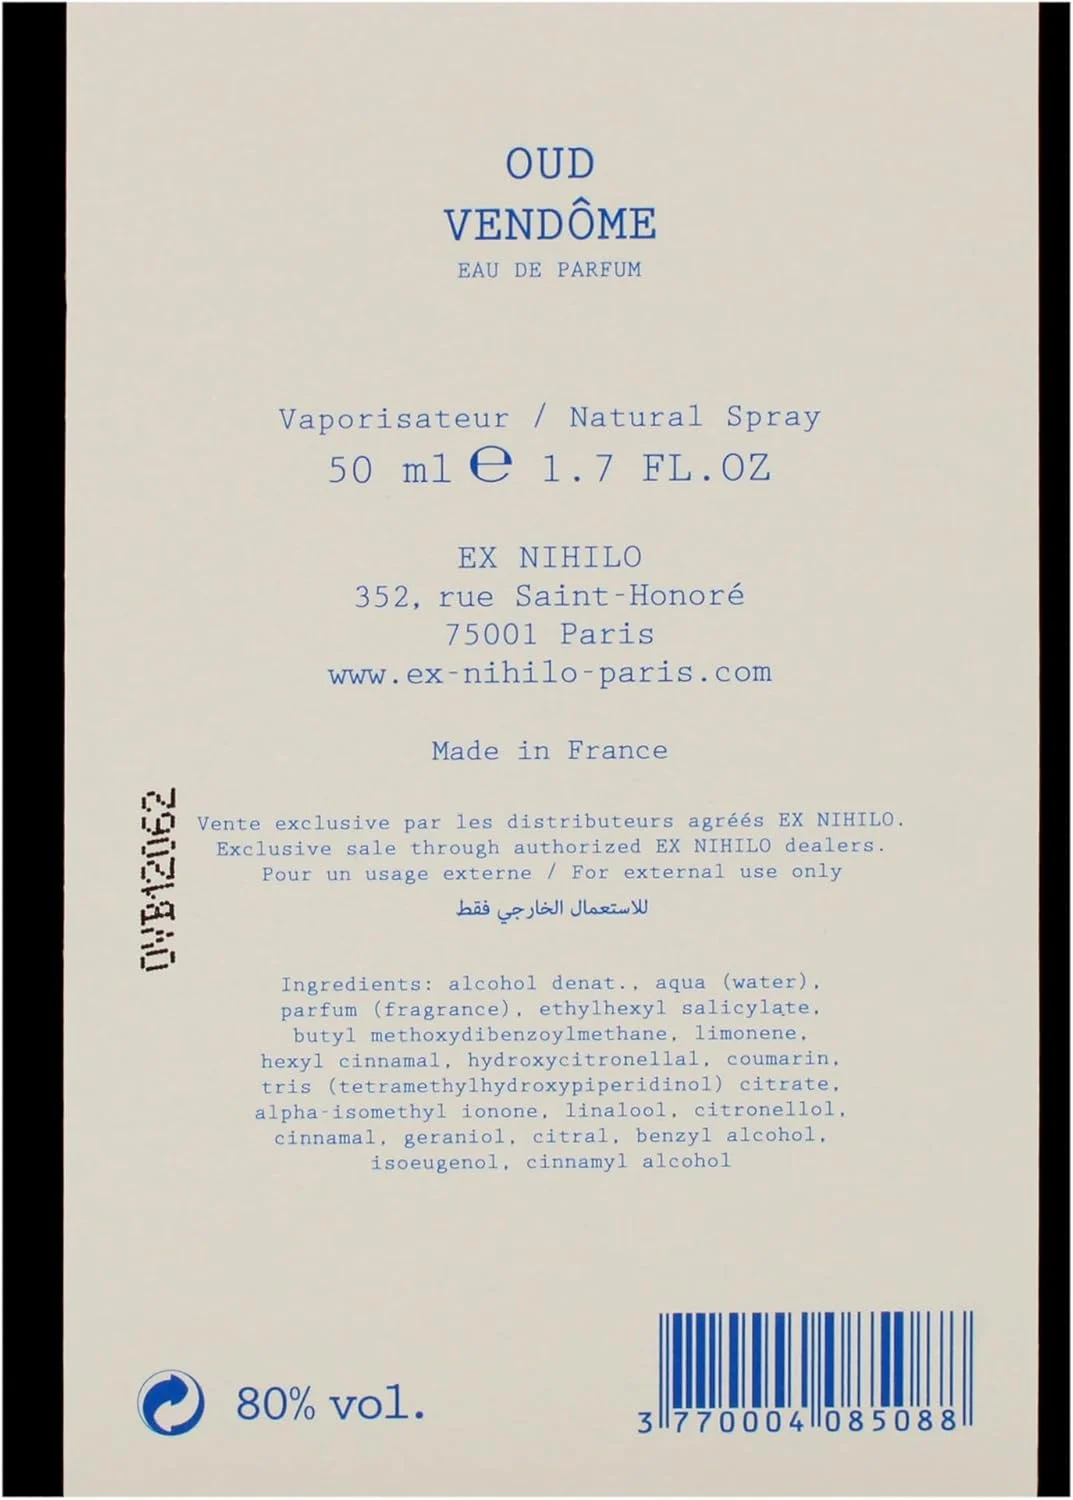 OUD
VENDÔME
EAU DE PARFUM
Vaporisateur / Natural Spray
50 ml ℮ 1.7 FL.OZ
EX NIHILO
352, rue Saint-Honoré
75001 Paris
www.ex-nihilo-paris.com
Made in France
Vente exclusive par les distributeurs agréés EX NIHILO.
Exclusive sale through authorized EX NIHILO dealers.
Pour un usage externe / For external use only
للاستعمال الخارجي فقط
OVB12062
Ingredients: alcohol denat., aqua (water),
parfum (fragrance), ethylhexyl salicylate,
butyl methoxydibenzoylmethane, limonene,
hexyl cinnamal, hydroxycitronellal, coumarin,
tris (tetramethylhydroxypiperidinol) citrate,
alpha-isomethyl ionone, linalool, citronellol,
cinnamal, geraniol, citral, benzyl alcohol,
isoeugenol, cinnamyl alcohol
80% vol.
3 770004 085088